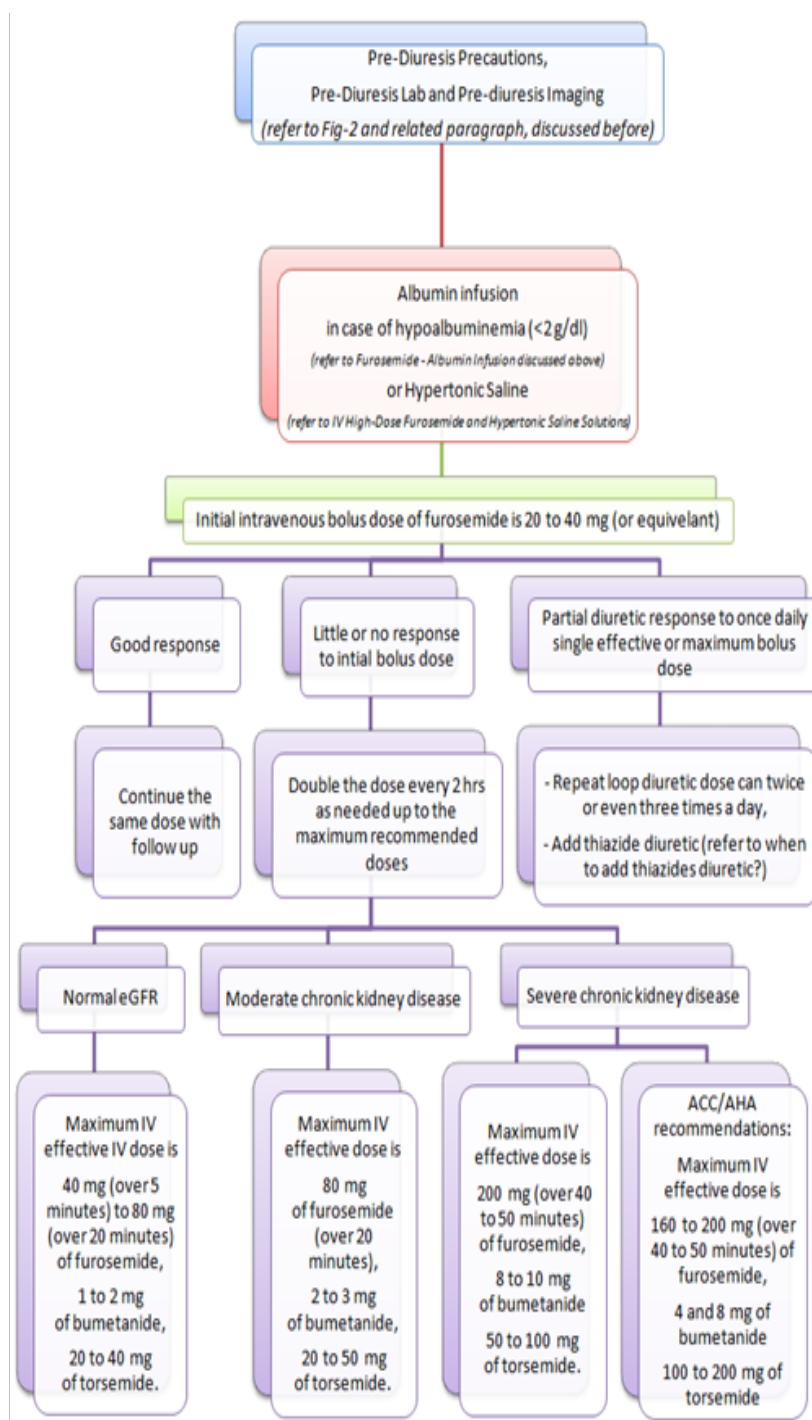 Pre-Diuresis Precautions,
Pre-Diuresis Lab and Pre-diuresis Imaging
(refer to Fig-2 and related paragraph, discussed before)
Albumin infusion
in case of hypoalbuminemia (<2g/dl)
(refer to Furosemide - Albumin Infusion discussed above)
or Hypertonic Saline
(refer to IV High-Dose Furosemide and Hypertonic Saline Solutions)
Initial intravenous bolus dose of furosemide is 20 to 40 mg (or equivelant)
Good response
Little or no response
to intial bolus dose
Partial diuretic response to once daily
single effective or maximum bolus
dose
Continue the
same dose with
follow up
Double the dose every 2 hrs
as needed up to the
maximum recommended
doses
- Repeat loop diuretic dose can twice
or even three times a day,
- Add thiazide diuretic (refer to when
to add thiazides diuretic?)
Normal eGFR
Moderate chronic kidney disease
Severe chronic kidney disease
Maximum IV
effective IV dose is
40 mg (over 5
minutes) to 80 mg
(over 20 minutes)
of furosemide,
1 to 2 mg
of bumetanide,
20 to 40 mg
of torsemide.
Maximum IV
effective dose is
80 mg
of furosemide
(over 20
minutes),
2 to 3 mg
of bumetanide,
20 to 50 mg
of torsemide.
Maximum IV
effective dose is
200 mg (over 40
to 50 minutes)
of furosemide,
8 to 10 mg
of bumetanide
50 to 100 mg
of torsemide.
ACC/AHA
recommendations:
Maximum IV
effective dose is
160 to 200 mg (over
40 to 50 minutes) of
furosemide,
4 and 8 mg of
bumetanide
100 to 200 mg of
torsemide